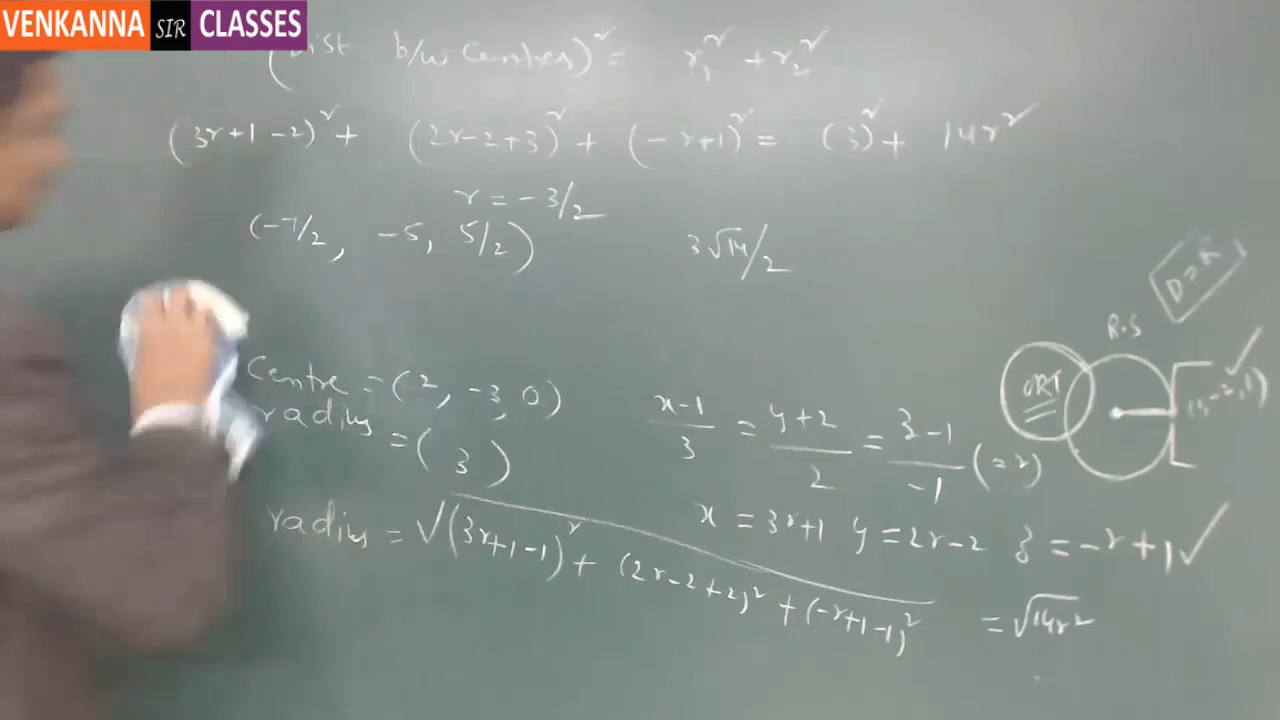 VENKANNA SIR CLASSES
b/w Centres)² = r₁² + r₂²
(3r+1-2)² + (2r-2+3)² + (-r+1)² = (3)² + 14r²
r = -3/2
(-7/2, -5, 5/2) 3√14/2
D=R
R.S
ORT
Centre = (2, -3, 0)
radius = (3)
(x-1)/3 = (y+2)/2 = (z-1)/-1 (=r)
x = 3r+1 y = 2r-2 z = -r+1 ✓
radius = √((3r+1-1)² + (2r-2+2)² + (-r+1-1)²) = √14r²